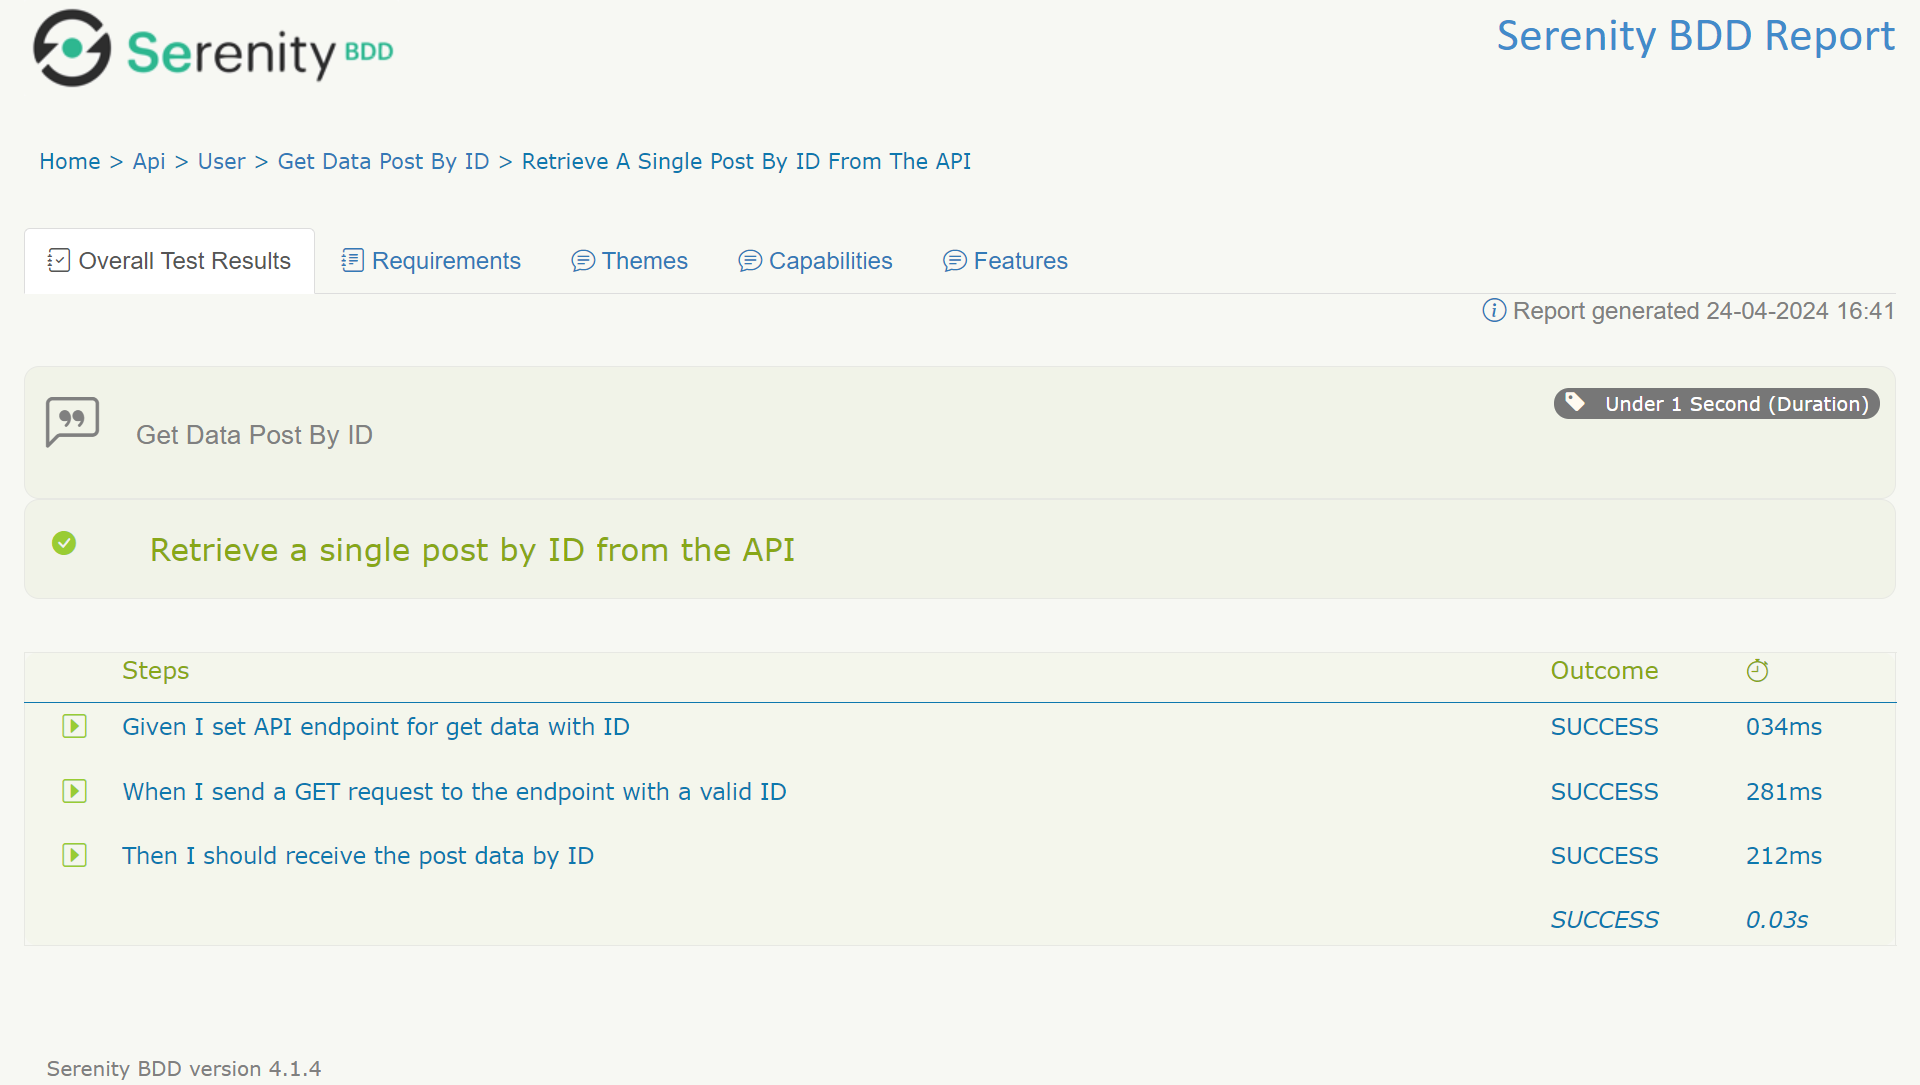 Serenity BDD
Serenity BDD Report
Home > Api > User > Get Data Post By ID > Retrieve A Single Post By ID From The API
Overall Test Results Requirements Themes Capabilities Features
Report generated 24-04-2024 16:41
Under 1 Second (Duration)
Get Data Post By ID
Retrieve a single post by ID from the API
Steps Outcome
Given I set API endpoint for get data with ID SUCCESS 034ms
When I send a GET request to the endpoint with a valid ID SUCCESS 281ms
Then I should receive the post data by ID SUCCESS 212ms
SUCCESS 0.03s
Serenity BDD version 4.1.4